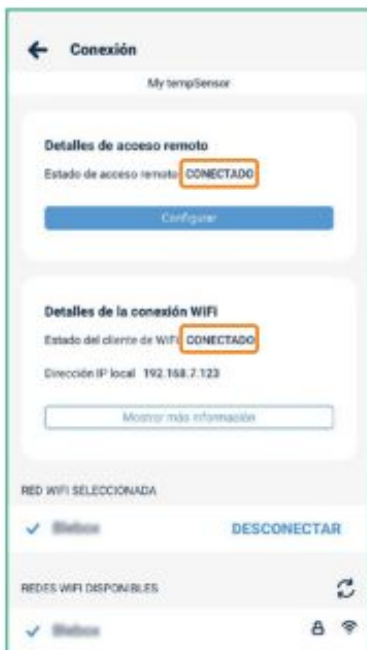 Conexión
My tempSensor
Detalles de acceso remoto
Estado de acceso remoto CONECTADO
Configurar
Detalles de la conexión WiFi
Estado del cliente de WiFi CONECTADO
Dirección IP local 192.168.7.123
Mostrar más información
RED WIFI SELECCIONADA
DESCONECTAR
REDES WIFI DISPONIBLES